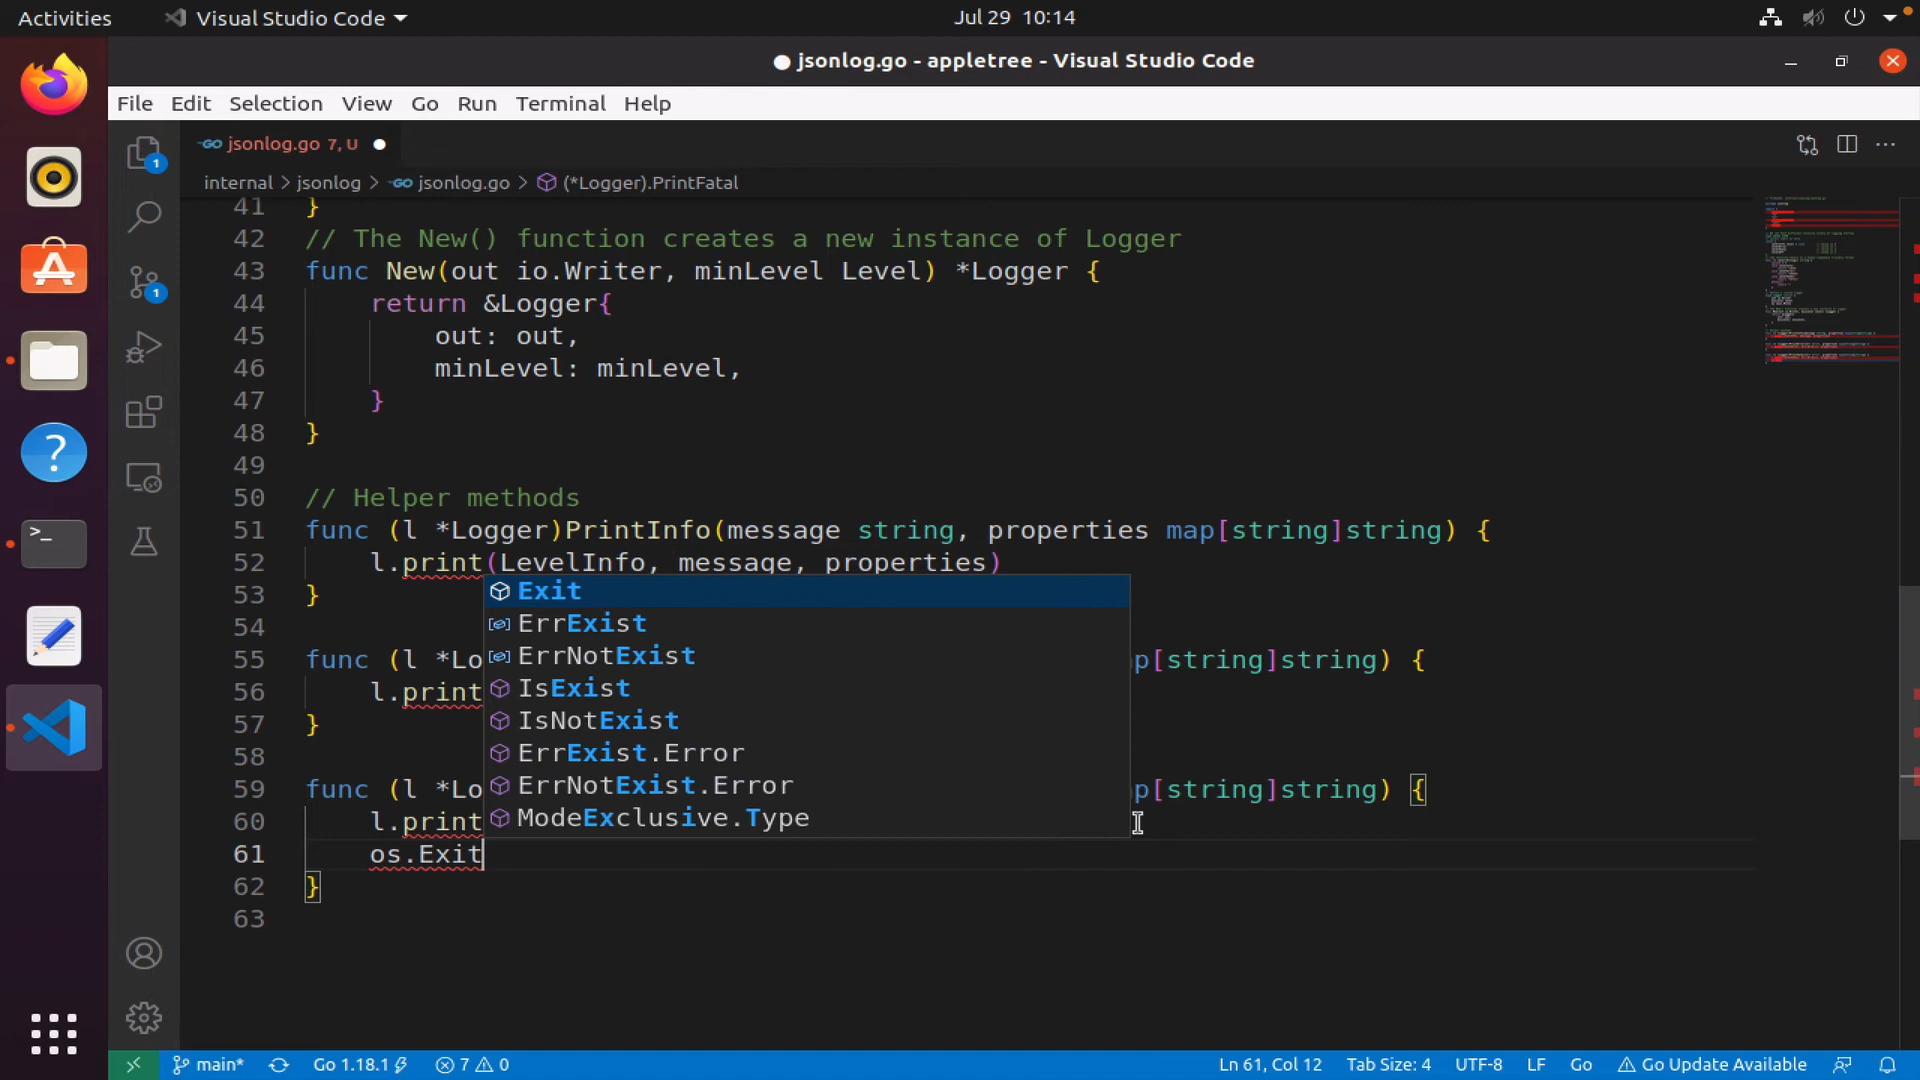 Activities Visual Studio Code Jul 29 10:14
jsonlog.go - appletree - Visual Studio Code
File Edit Selection View Go Run Terminal Help
jsonlog.go 7, U
internal > jsonlog > jsonlog.go > (*Logger).PrintFatal
41 }
42 // The New() function creates a new instance of Logger
43 func New(out io.Writer, minLevel Level) *Logger {
44 return &Logger{
45 out: out,
46 minLevel: minLevel,
47 }
48 }
49
50 // Helper methods
51 func (l *Logger)PrintInfo(message string, properties map[string]string) {
52 l.print(LevelInfo, message, properties)
53 }
Exit
54
ErrExist
55 func (l *Lo p[string]string) {
ErrNotExist
56 l.print
IsExist
57 }
IsNotExist
58
ErrExist.Error
59 func (l *Lo p[string]string) {
ErrNotExist.Error
60 l.print
ModeExclusive.Type
61 os.Exit
62 }
63
main* Go 1.18.1 7 0 Ln 61, Col 12 Tab Size: 4 UTF-8 LF Go Go Update Available